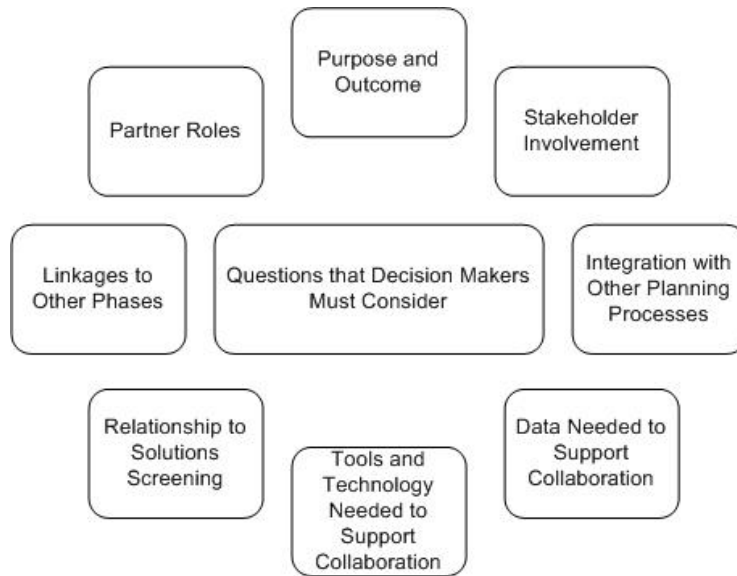 Purpose and
Outcome
Partner Roles
Stakeholder
Involvement
Linkages to
Other Phases
Questions that Decision Makers
Must Consider
Integration with
Other Planning
Processes
Relationship to
Solutions
Screening
Tools and
Technology
Needed to
Support
Collaboration
Data Needed to
Support
Collaboration